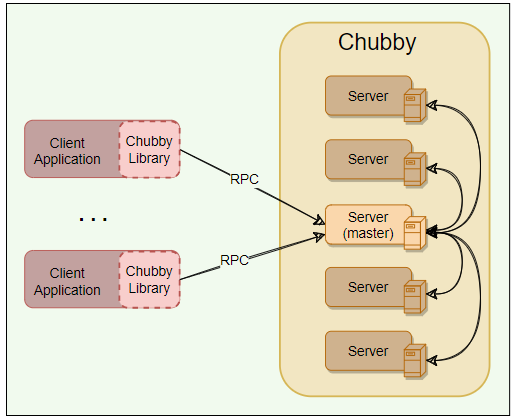 Chubby
Server
Server
Server
(master)
Server
Server
Client
Application
Chubby
Library
RPC
...
Client
Application
Chubby
Library
RPC